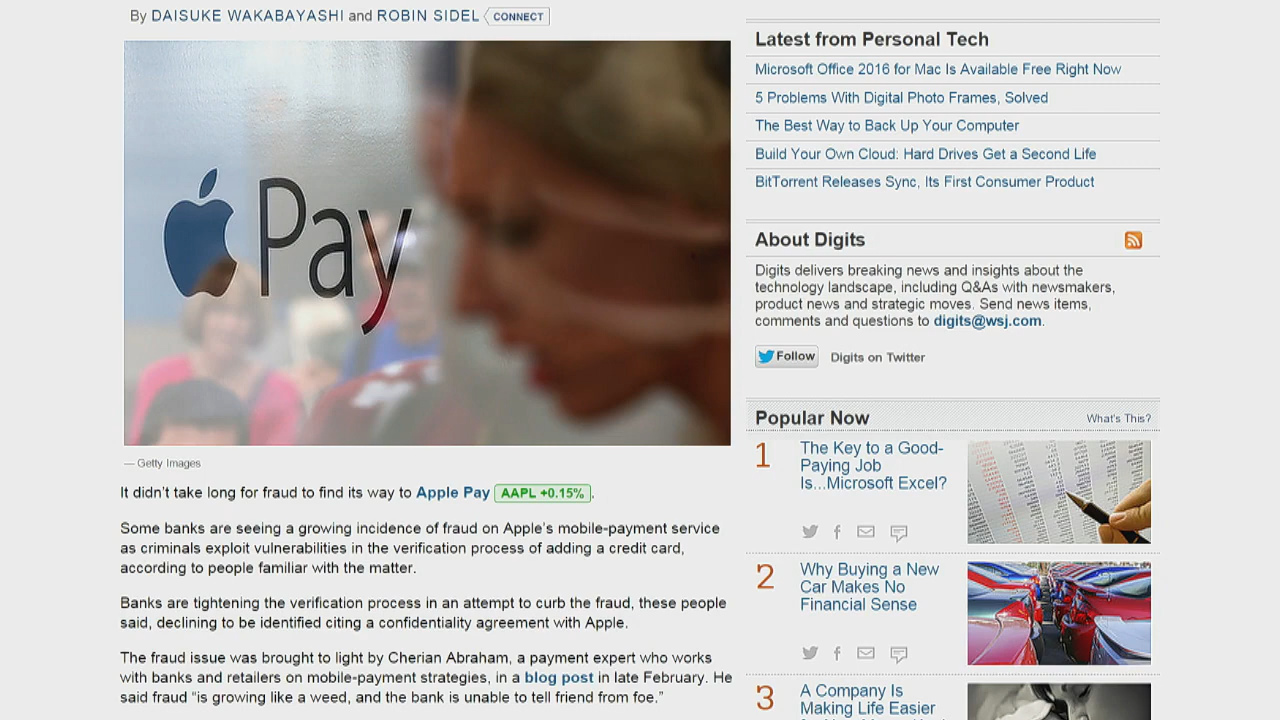 By DAISUKE WAKABAYASHI and ROBIN SIDEL CONNECT
Pay
— Getty Images
It didn't take long for fraud to find its way to Apple Pay AAPL +0.15%.
Some banks are seeing a growing incidence of fraud on Apple's mobile-payment service
as criminals exploit vulnerabilities in the verification process of adding a credit card,
according to people familiar with the matter.
Banks are tightening the verification process in an attempt to curb the fraud, these people
said, declining to be identified citing a confidentiality agreement with Apple.
The fraud issue was brought to light by Cherian Abraham, a payment expert who works
with banks and retailers on mobile-payment strategies, in a blog post in late February. He
said fraud "is growing like a weed, and the bank is unable to tell friend from foe."
Latest from Personal Tech
Microsoft Office 2016 for Mac Is Available Free Right Now
5 Problems With Digital Photo Frames, Solved
The Best Way to Back Up Your Computer
Build Your Own Cloud: Hard Drives Get a Second Life
BitTorrent Releases Sync, Its First Consumer Product
About Digits
Digits delivers breaking news and insights about the
technology landscape, including Q&As with newsmakers,
product news and strategic moves. Send news items,
comments and questions to digits@wsj.com.
Follow Digits on Twitter
Popular Now What's This?
1 The Key to a Good-
Paying Job
Is...Microsoft Excel?
2 Why Buying a New
Car Makes No
Financial Sense
3 A Company Is
Making Life Easier